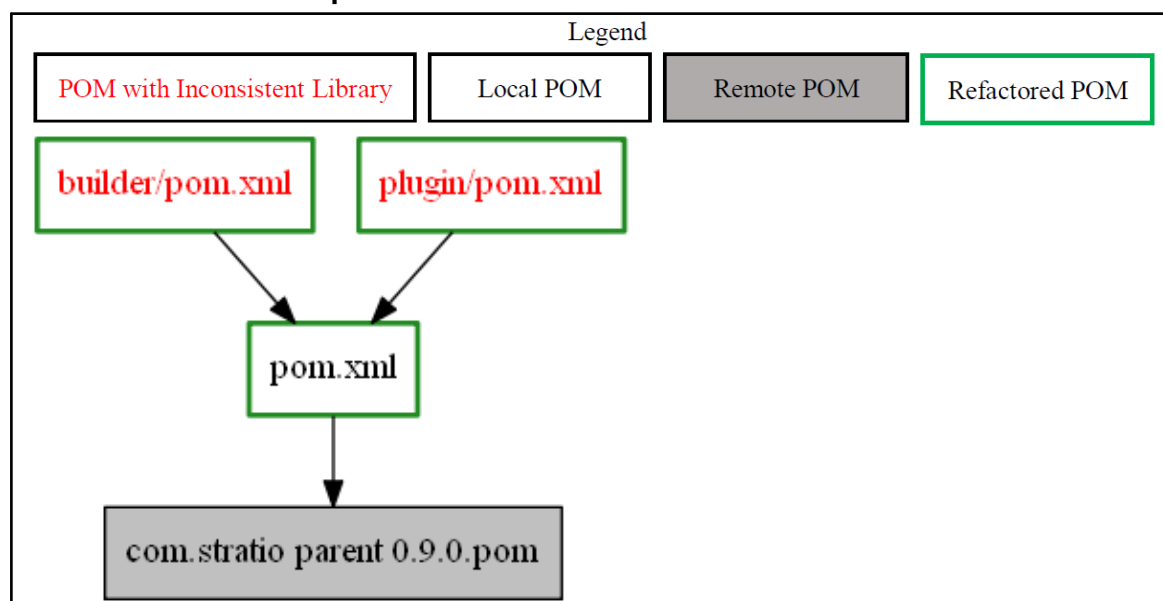 Legend
POM with Inconsistent Library
Local POM
Remote POM
Refactored POM
builder/pom.xml
plugin/pom.xml
pom.xml
com.stratio parent 0.9.0.pom